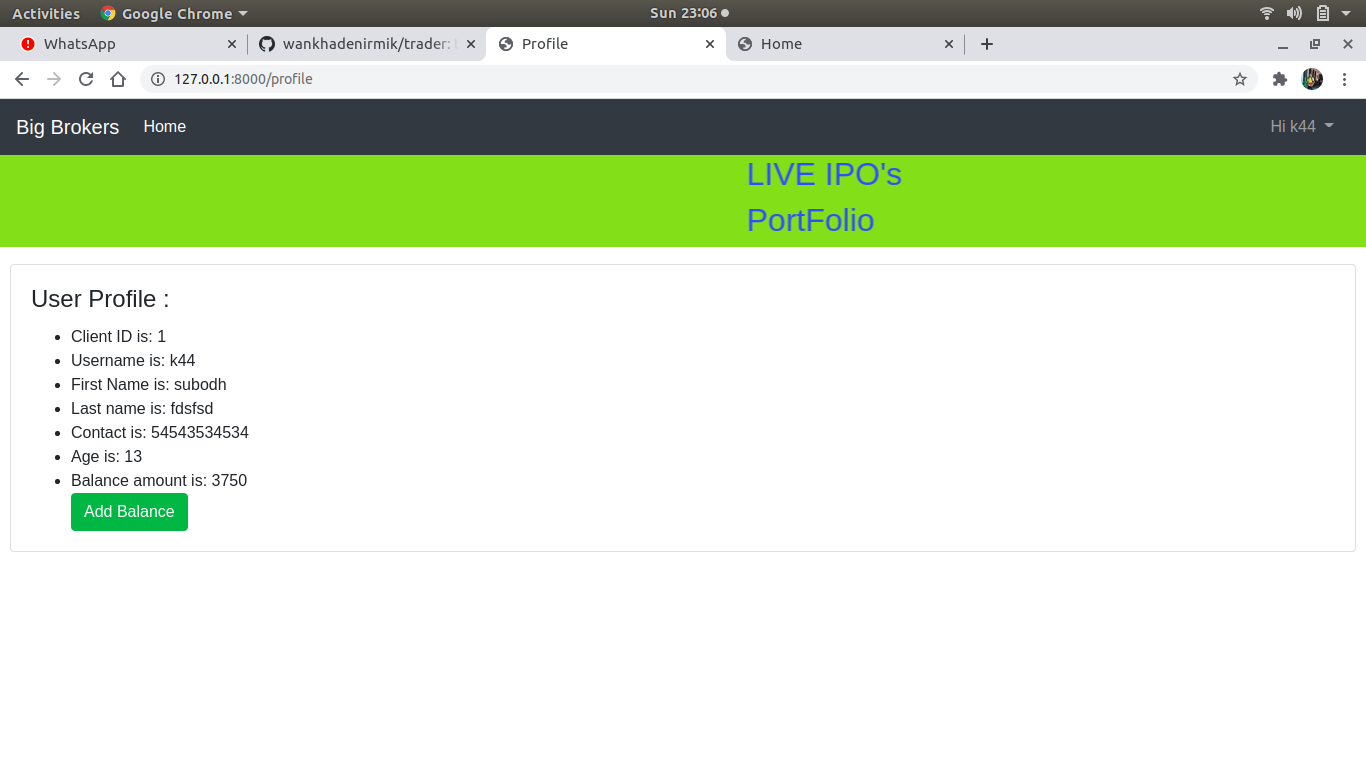 Activities Google Chrome Sun 23:06
WhatsApp wankhadenirmik/trader: Profile Home
127.0.0.1:8000/profile
Big Brokers Home Hi k44
LIVE IPO's
PortFolio
User Profile :
Client ID is: 1
Username is: k44
First Name is: subodh
Last name is: fdsfsd
Contact is: 54543534534
Age is: 13
Balance amount is: 3750
Add Balance